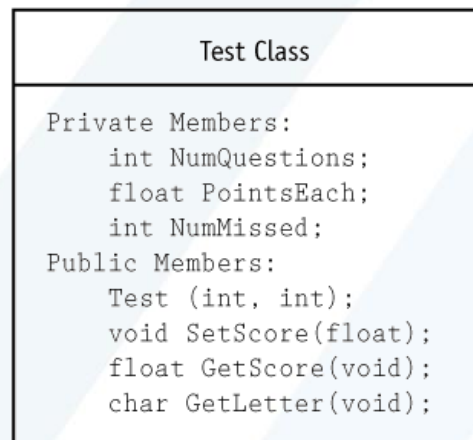 Test Class
Private Members:
int NumQuestions;
float PointsEach;
int NumMissed;
Public Members:
Test (int, int);
void SetScore(float);
float GetScore(void);
char GetLetter(void);